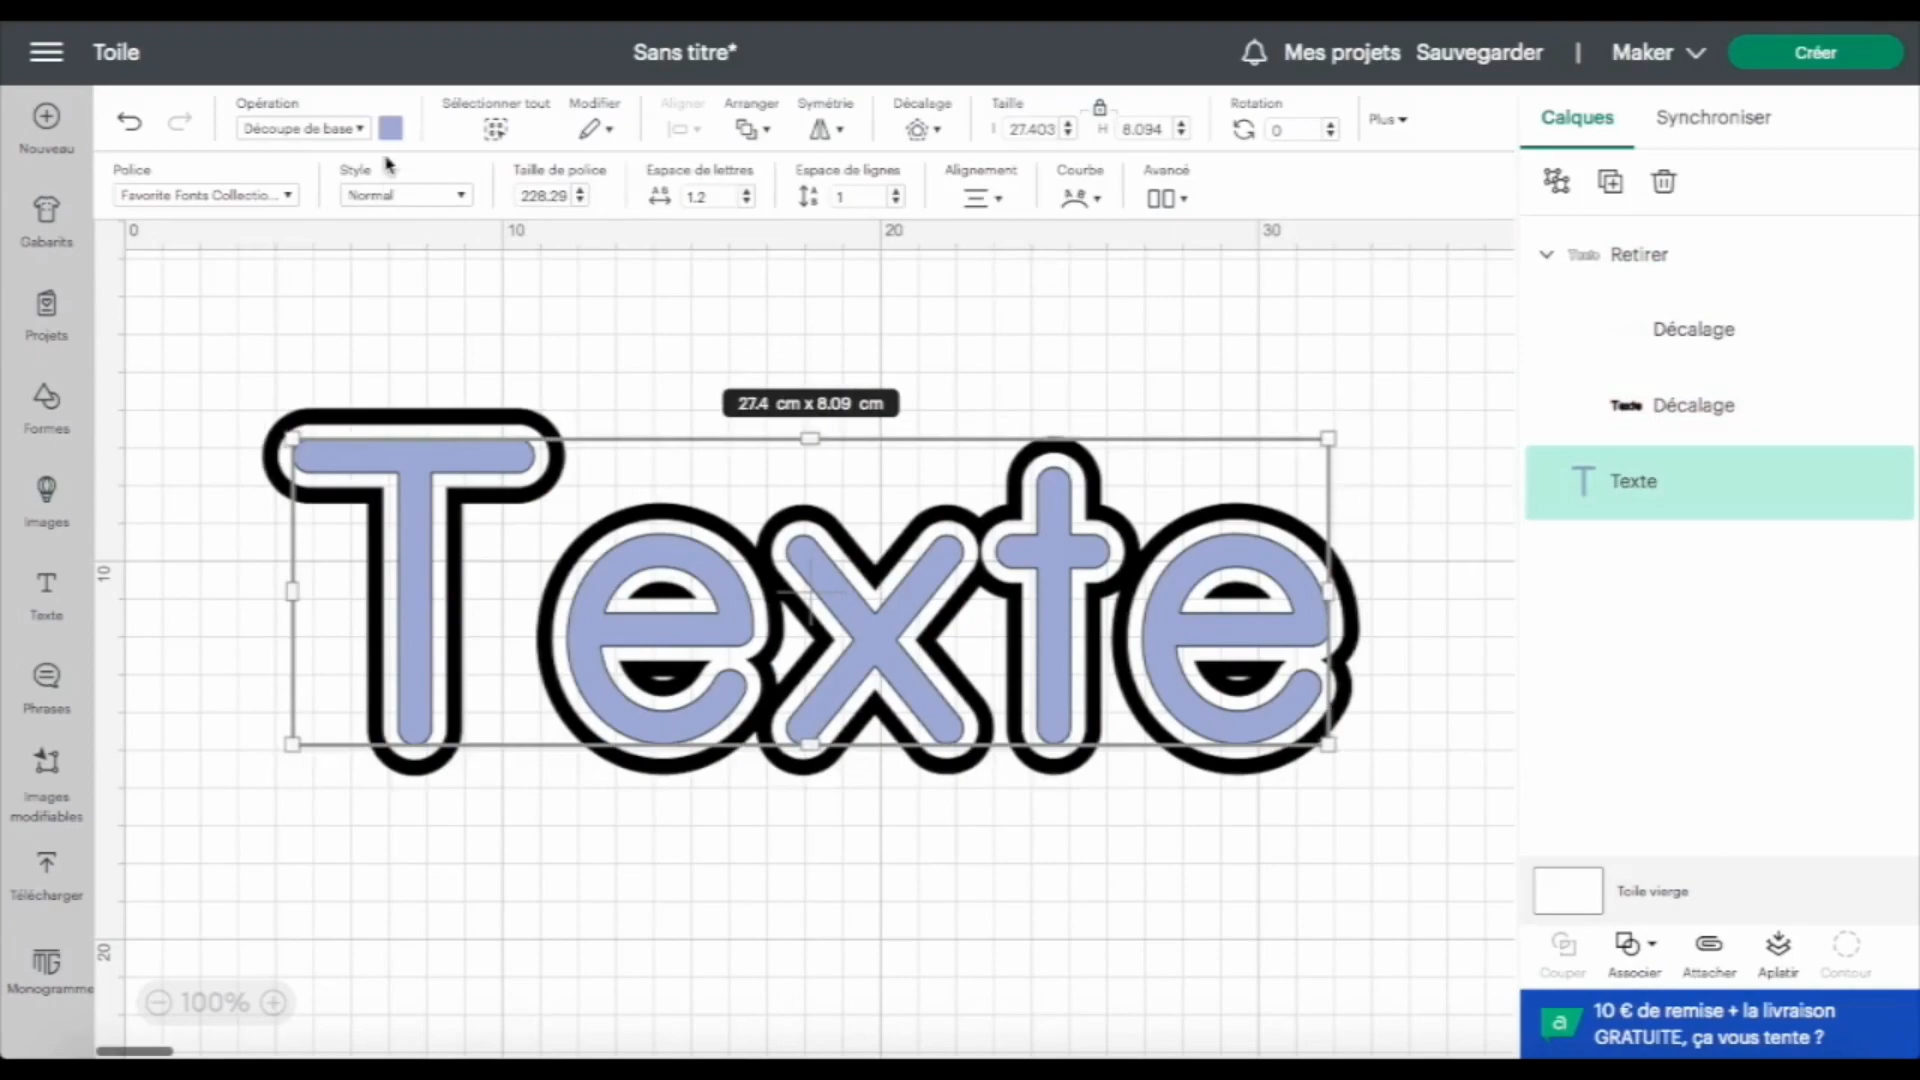 Toile
Sans titre*
Mes projets Sauvegarder | Maker
Créer
Nouveau
Gabarits
Projets
Formes
Images
Texte
Phrases
Images
modifiables
Télécharger
Monogramme
Opération
Découpe de base
Sélectionner tout
Modifier
Aligner
Arranger
Symétrie
Décalage
Taille
l 27.403
H 8.094
Rotation
0
Plus
Police
Favorite Fonts Collectio...
Style
Normal
Taille de police
228.29
Espace de lettres
1.2
Espace de lignes
1
Alignement
Courbe
Avancé
0 10 20 30
10
20
27.4 cm x 8.09 cm
Texte
100%
Calques
Synchroniser
Texte Retirer
Décalage
Texte Décalage
T Texte
Toile vierge
Couper
Associer
Attacher
Aplatir
Contour
10 € de remise + la livraison
GRATUITE, ça vous tente ?